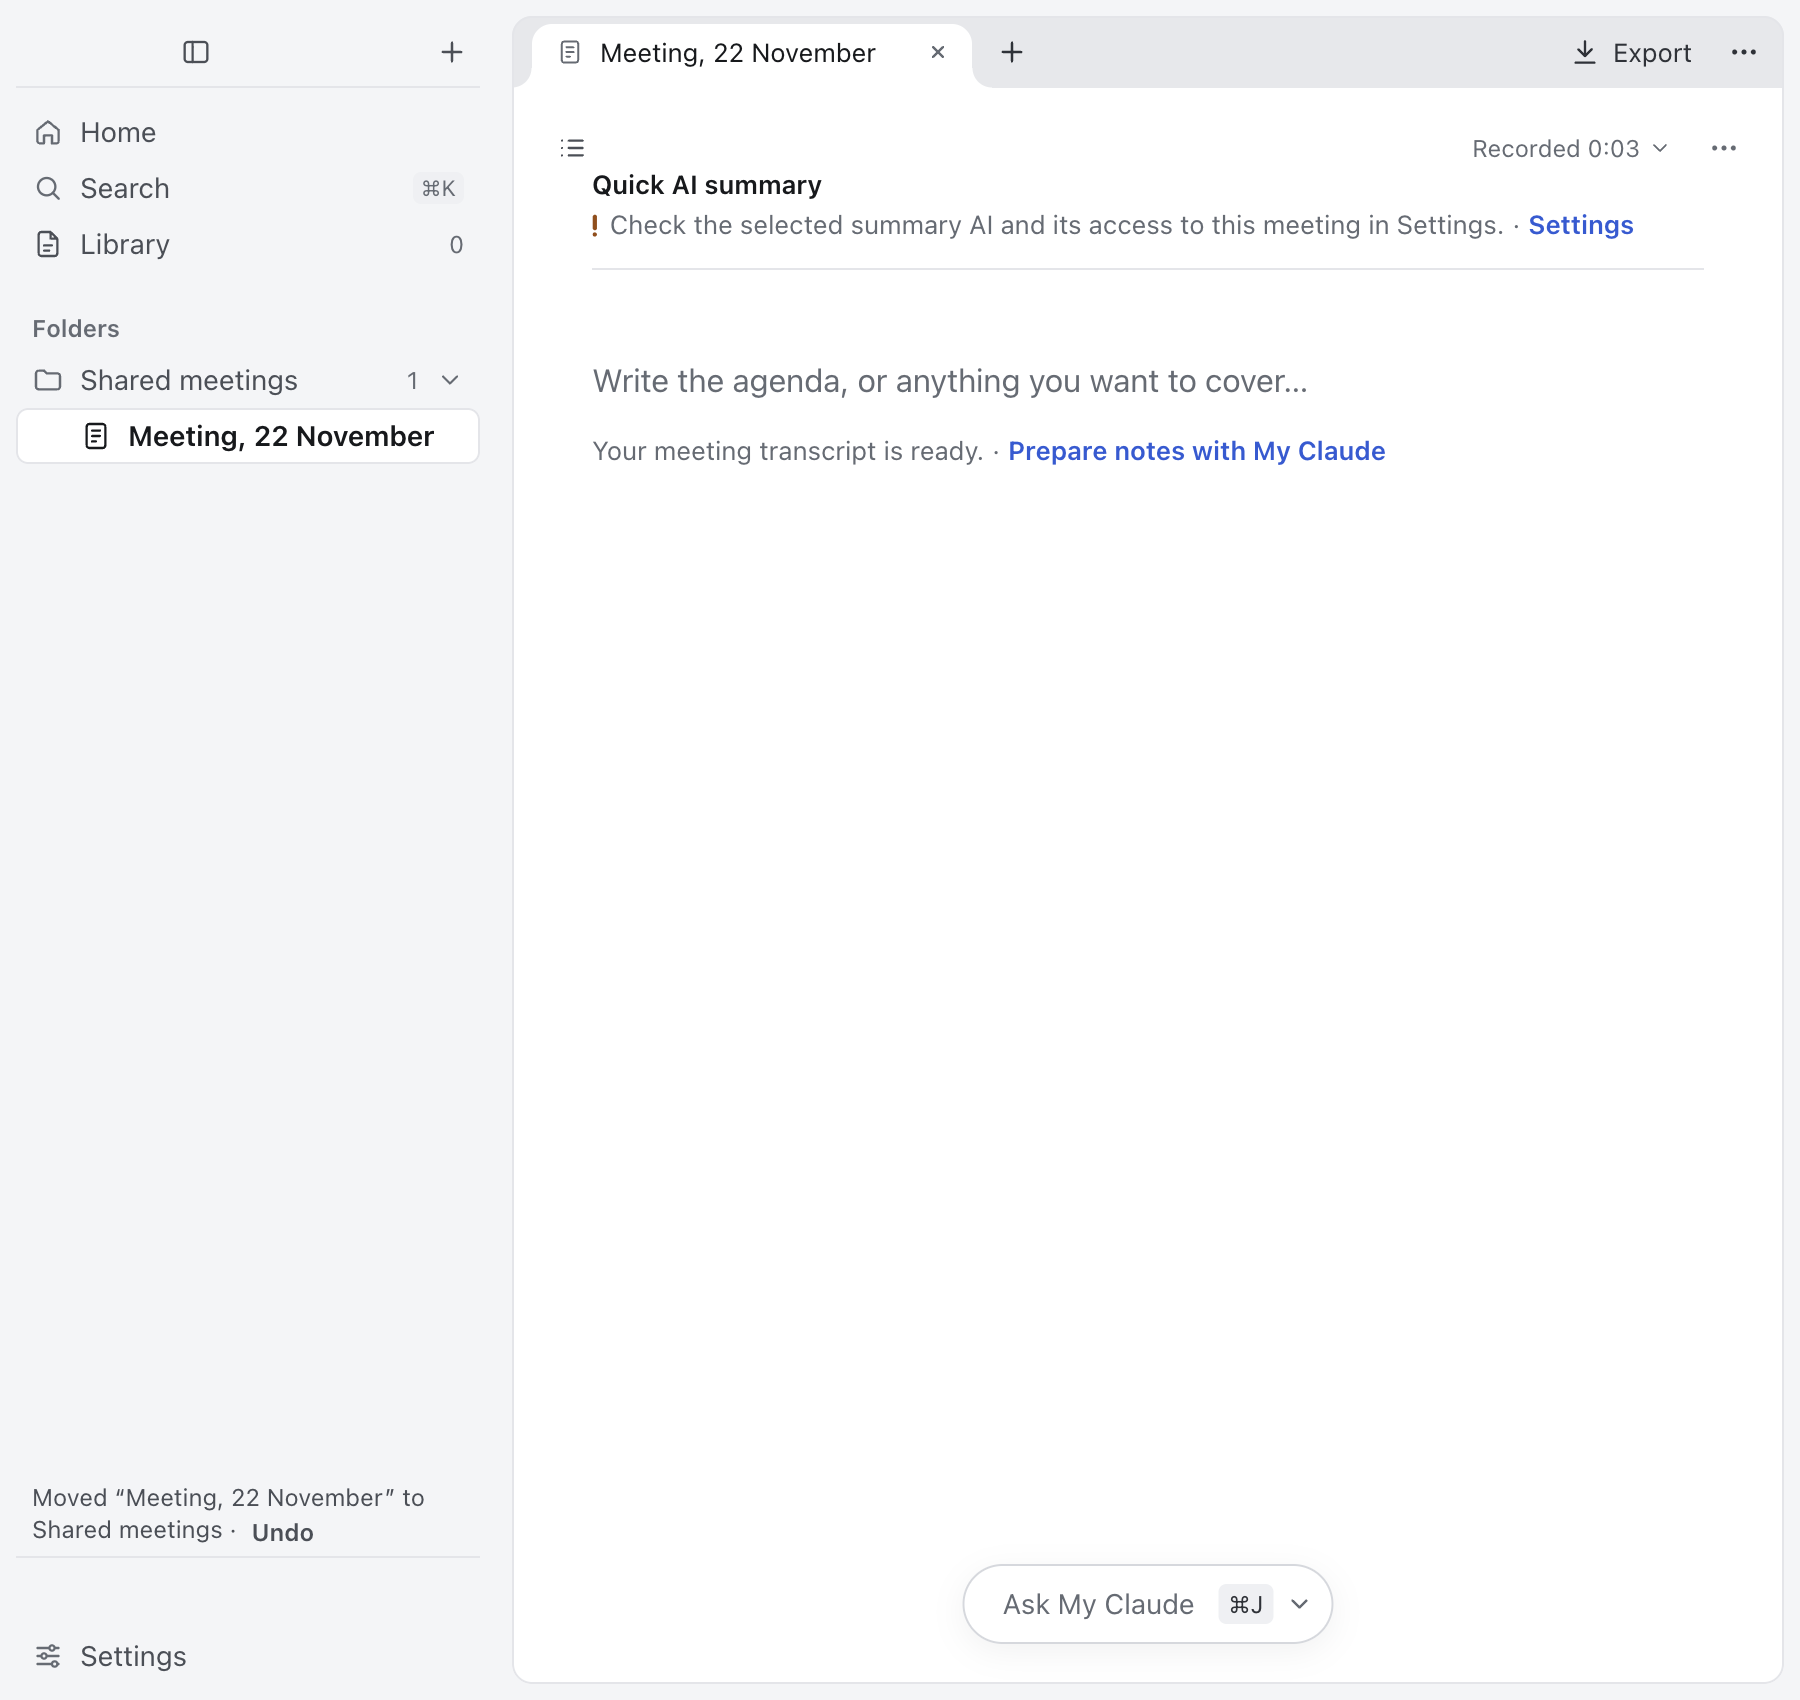 Meeting, 22 November
Export
Home
Search ⌘K
Library 0
Folders
Shared meetings 1
Meeting, 22 November
Moved “Meeting, 22 November” to
Shared meetings · Undo
Settings
Recorded 0:03
Quick AI summary
! Check the selected summary AI and its access to this meeting in Settings. · Settings
Write the agenda, or anything you want to cover...
Your meeting transcript is ready. · Prepare notes with My Claude
Ask My Claude ⌘J